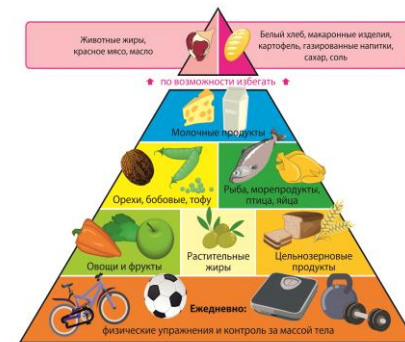 Животные жиры,
красное мясо, масло
Белый хлеб, макаронные изделия,
картофель, газированные напитки,
сахар, соль
по возможности избегать
Молочные продукты
Орехи, бобовые, тофу
Рыба, морепродукты,
птица, яйца
Овощи и фрукты
Растительные
жиры
Цельнозерновые
продукты
Ежедневно:
физические упражнения и контроль за массой тела